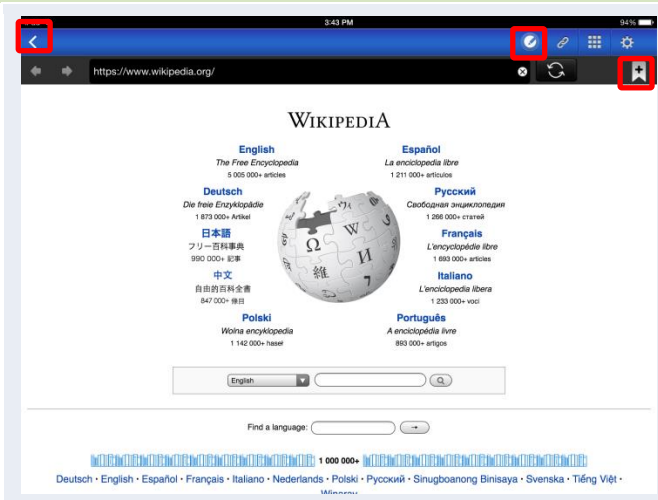 3:43 PM
94%
https://www.wikipedia.org/
WIKIPEDIA
English
The Free Encyclopedia
5 005 000+ articles
Español
La enciclopedia libre
1 211 000+ artículos
Deutsch
Die freie Enzyklopädie
1 873 000+ Artikel
Русский
Свободная энциклопедия
1 266 000+ статей
日本語
フリー百科事典
990 000+ 記事
Français
L'encyclopédie libre
1 693 000+ articles
中文
自由的百科全書
847 000+ 條目
Italiano
L'enciclopedia libera
1 233 000+ voci
Polski
Wolna encyklopedia
1 142 000+ haseł
Português
A enciclopédia livre
893 000+ artigos
Ω W И 維 7
English
Find a language:
1 000 000+
Deutsch · English · Español · Français · Italiano · Nederlands · Polski · Русский · Sinugboanong Binisaya · Svenska · Tiếng Việt ·